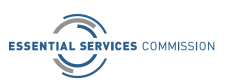 ESSENTIAL SERVICES COMMISSION